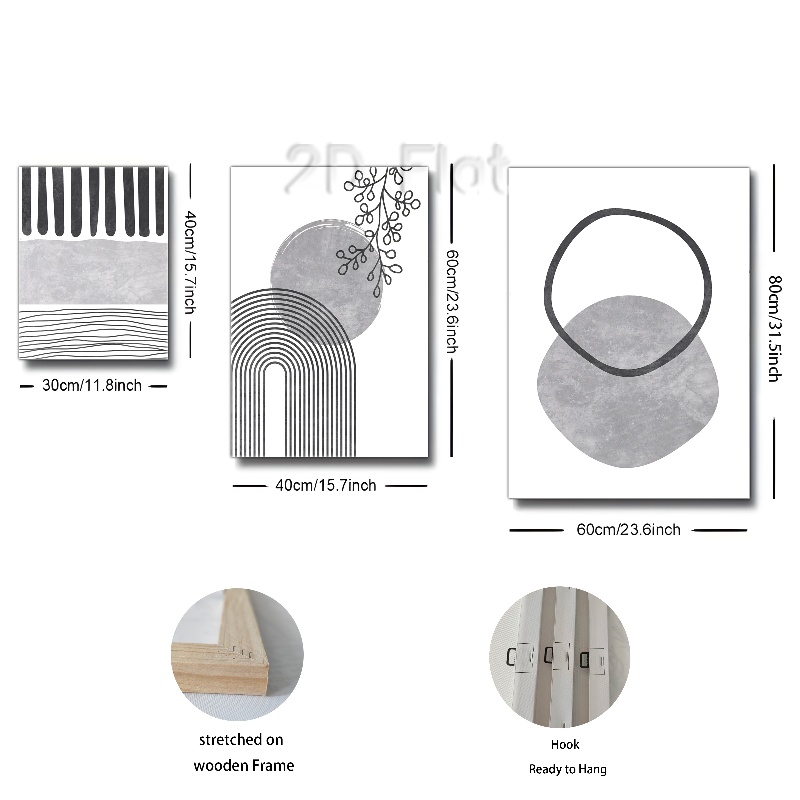 2D Flat
40cm/15.7inch
30cm/11.8inch
60cm/23.6inch
40cm/15.7inch
80cm/31.5inch
60cm/23.6inch
stretched on
wooden Frame
Hook
Ready to Hang